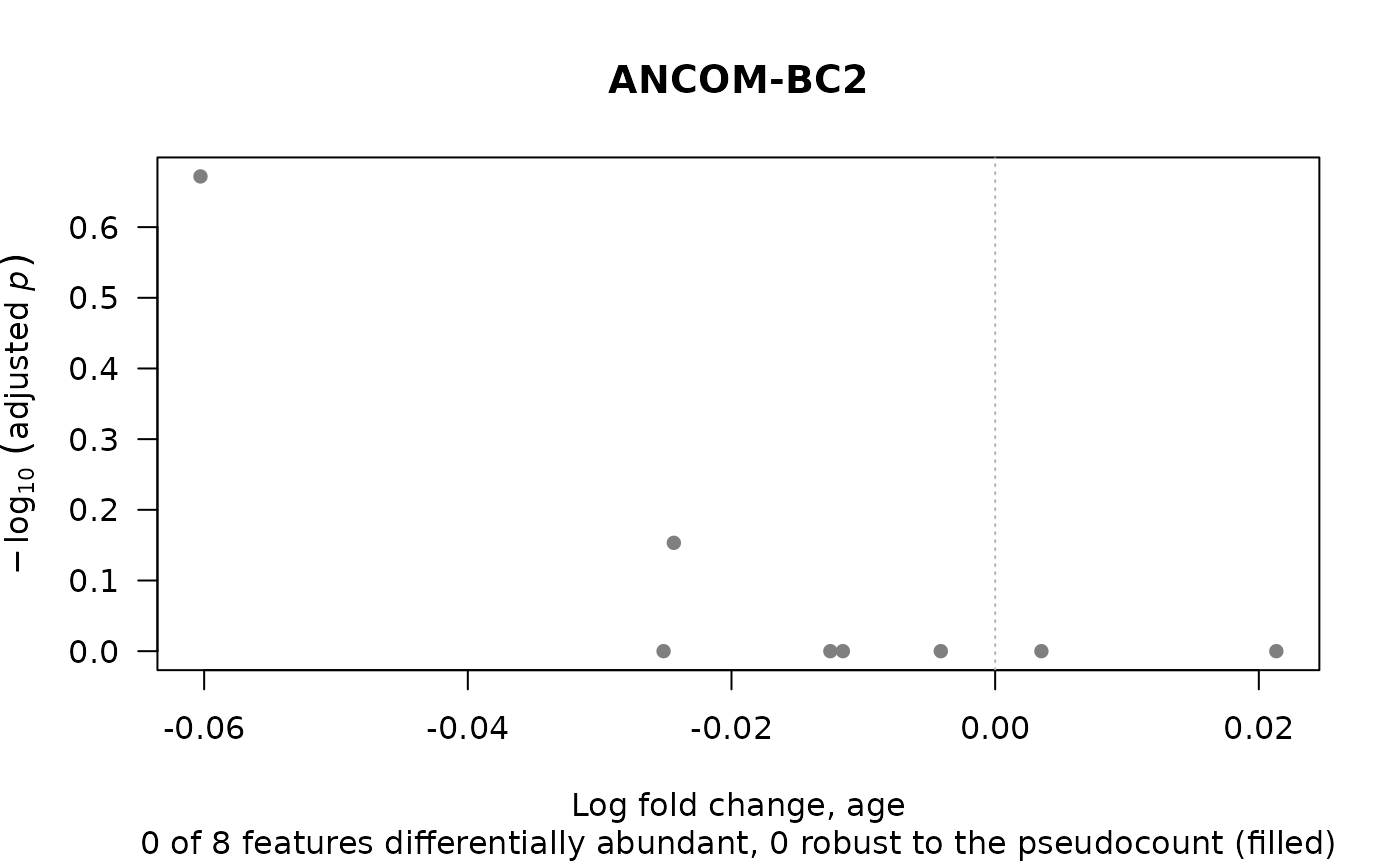 ANCOM-BC2
−log10 (adjusted p)
0.6
0.5
0.4
0.3
0.2
0.1
0.0
-0.06 -0.04 -0.02 0.00 0.02
Log fold change, age
0 of 8 features differentially abundant, 0 robust to the pseudocount (filled)